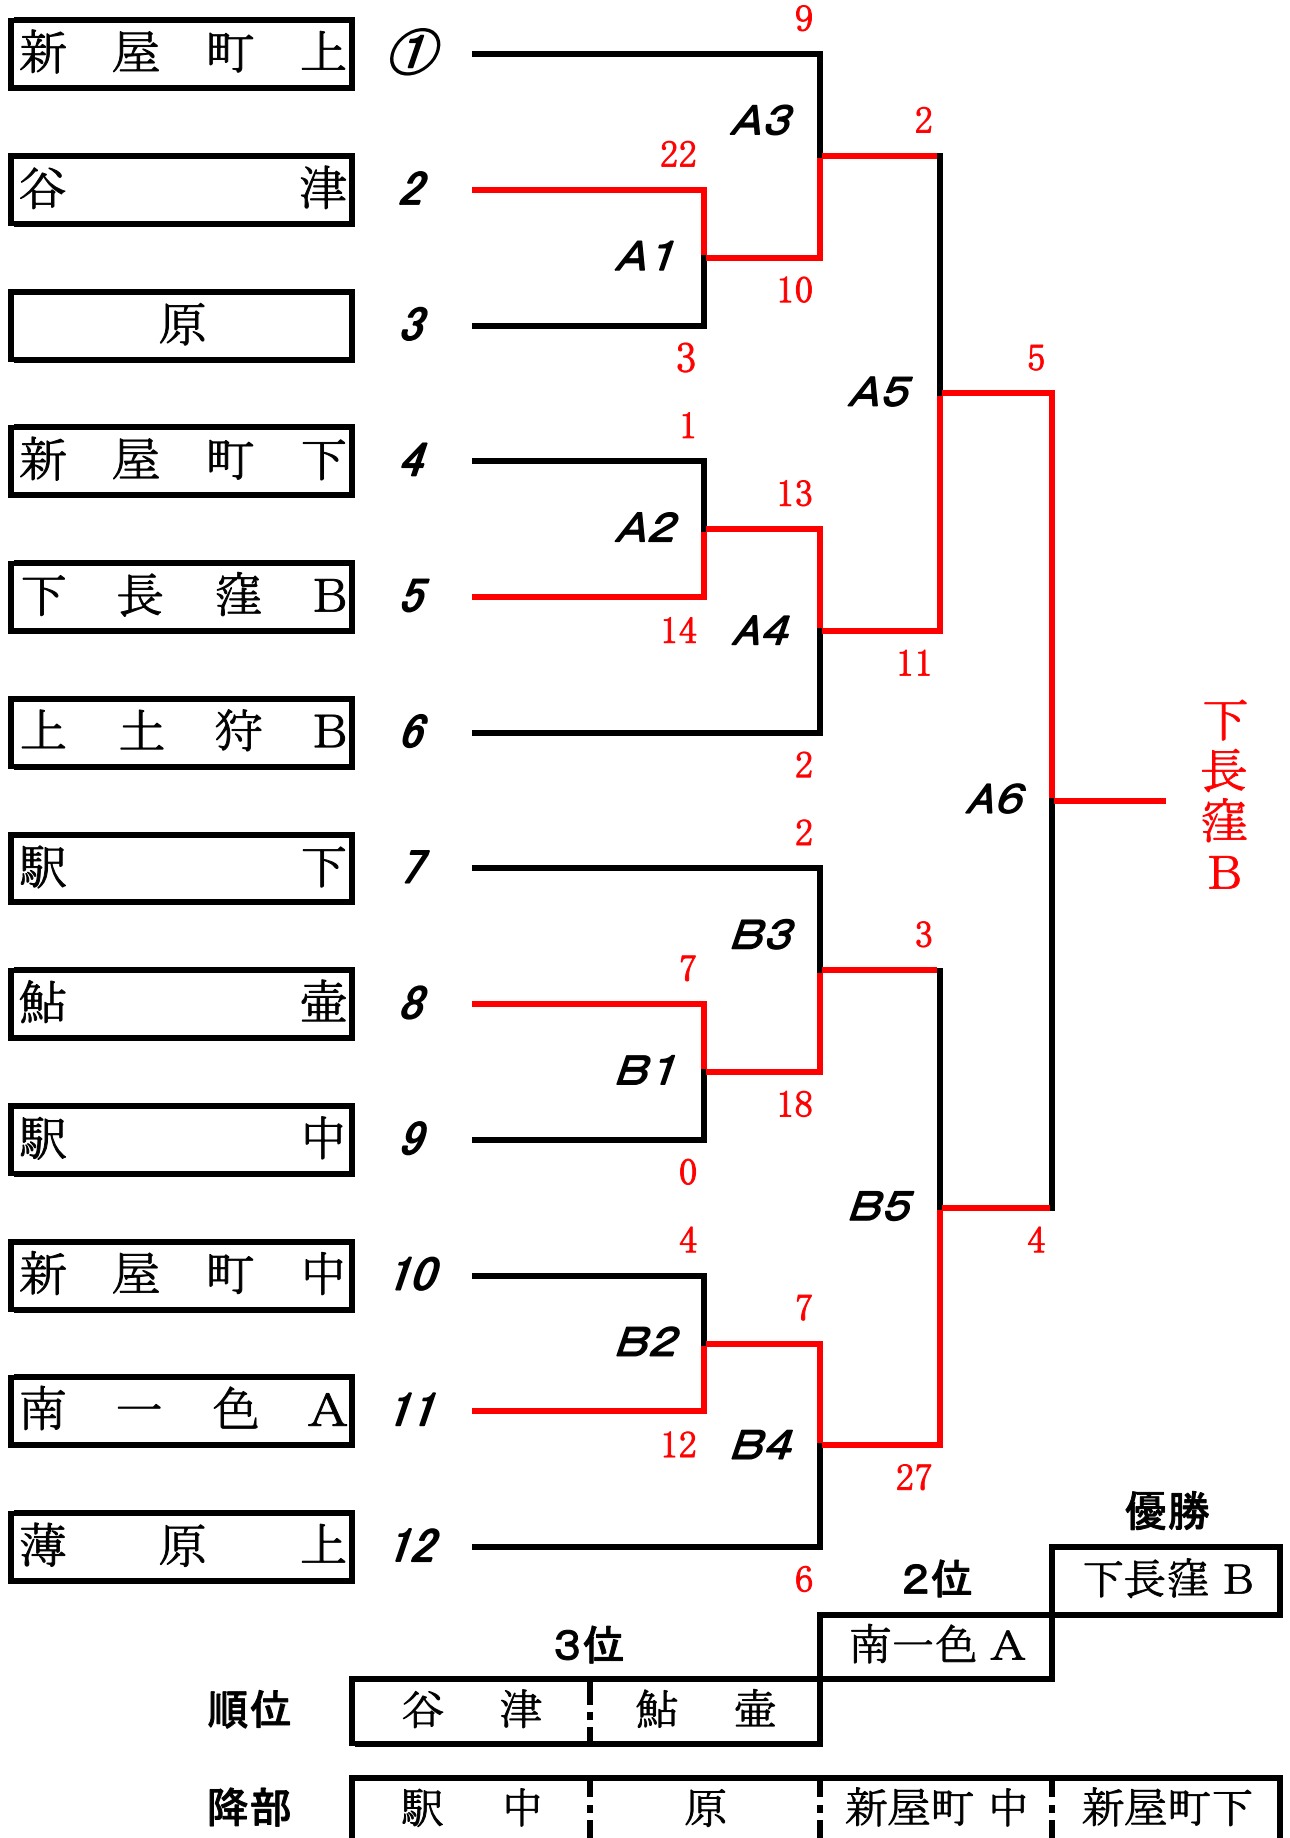 9
新屋町上 ①
A3
2
22
谷津 2
A1
10
原 3
3
5
A5
1
新屋町下 4
13
A2
下長窪B 5
14
A4
11
上土狩B 6
2
下長窪B
A6
2
駅下 7
B3
3
7
鮎壷 8
B1
18
駅中 9
0
B5
4
4
新屋町中 10
7
B2
南一色A 11
12
B4
27
優勝
薄原上 12
6
2位
下長窪 B
3位
南一色 A
順位 谷津 鮎壷
降部 駅中 原 新屋町中 新屋町下